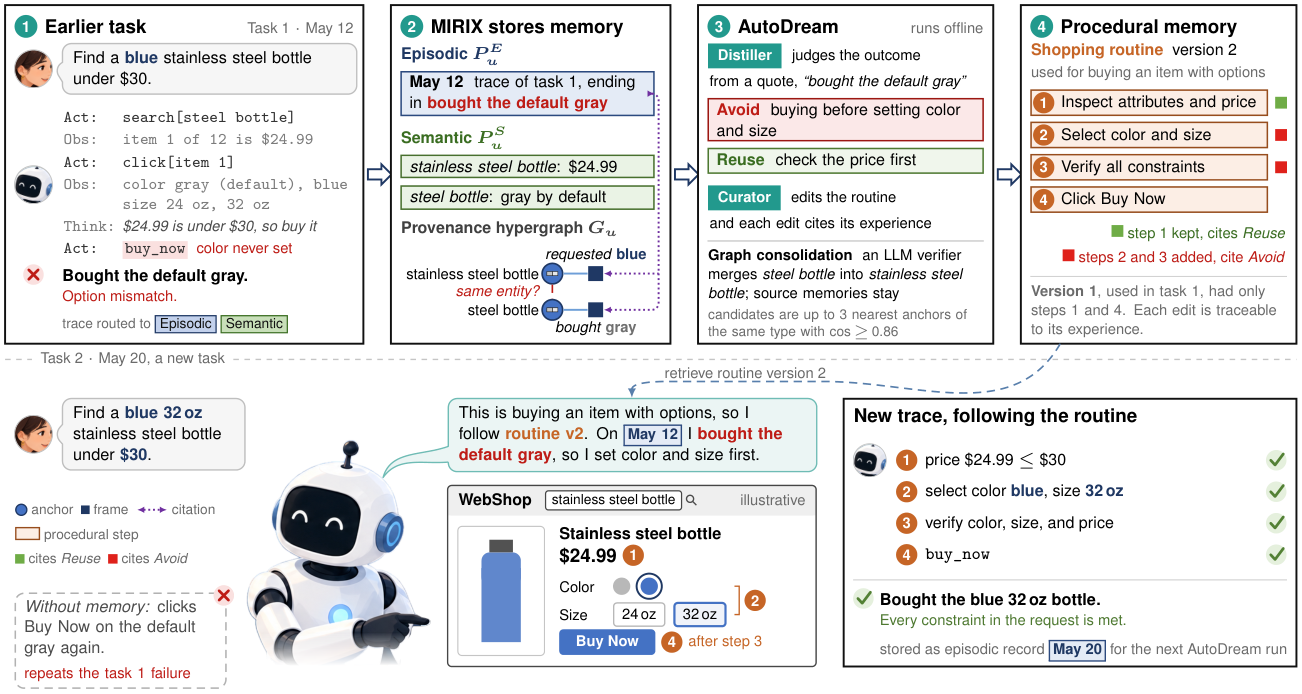 1 Earlier task Task 1 · May 12
Find a blue stainless steel bottle
under $30.
Act: search[steel bottle]
Obs: item 1 of 12 is $24.99
Act: click[item 1]
Obs: color gray (default), blue
size 24 oz, 32 oz
Think: $24.99 is under $30, so buy it
Act: buy_now color never set
Bought the default gray.
Option mismatch.
trace routed to Episodic Semantic
2 MIRIX stores memory
Episodic P_u^E
May 12 trace of task 1, ending
in bought the default gray
Semantic P_u^S
stainless steel bottle: $24.99
steel bottle: gray by default
Provenance hypergraph G_u
requested blue
stainless steel bottle
same entity?
steel bottle
bought gray
3 AutoDream runs offline
Distiller judges the outcome
from a quote, “bought the default gray”
Avoid buying before setting color
and size
Reuse check the price first
Curator edits the routine
and each edit cites its experience
Graph consolidation an LLM verifier
merges steel bottle into stainless steel
bottle; source memories stay
candidates are up to 3 nearest anchors of
the same type with cos ≥ 0.86
4 Procedural memory
Shopping routine version 2
used for buying an item with options
1 Inspect attributes and price
2 Select color and size
3 Verify all constraints
4 Click Buy Now
step 1 kept, cites Reuse
steps 2 and 3 added, cite Avoid
Version 1, used in task 1, had only
steps 1 and 4. Each edit is traceable
to its experience.
Task 2 · May 20, a new task
retrieve routine version 2
Find a blue 32 oz
stainless steel bottle
under $30.
anchor frame citation
procedural step
cites Reuse cites Avoid
Without memory: clicks
Buy Now on the default
gray again.
repeats the task 1 failure
This is buying an item with options, so I
follow routine v2. On May 12 I bought the
default gray, so I set color and size first.
WebShop stainless steel bottle illustrative
Stainless steel bottle
$24.99 1
Color
Size 24 oz 32 oz
2
Buy Now 4 after step 3
New trace, following the routine
1 price $24.99 ≤ $30
2 select color blue, size 32 oz
3 verify color, size, and price
4 buy_now
Bought the blue 32 oz bottle.
Every constraint in the request is met.
stored as episodic record May 20 for the next AutoDream run